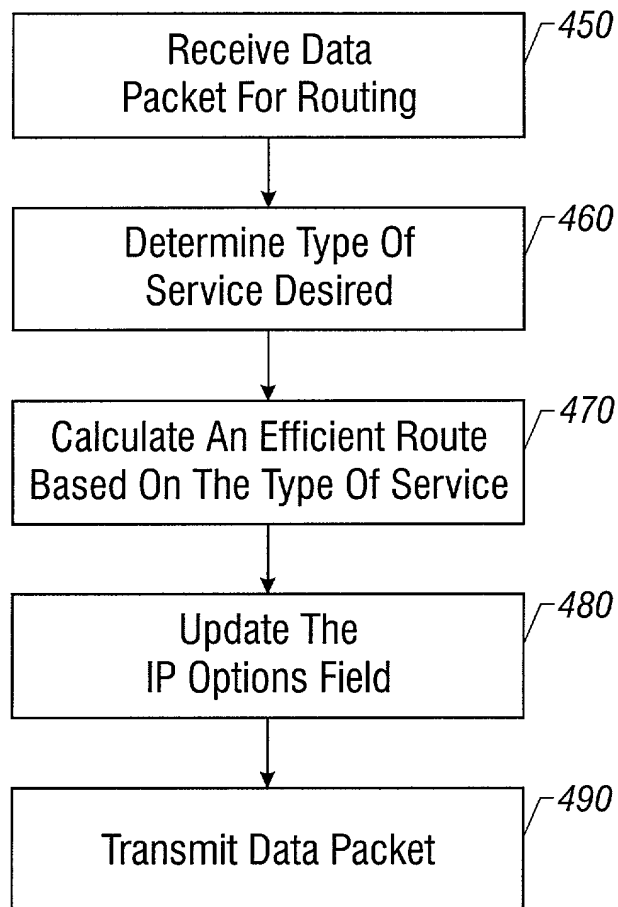 450
Receive Data
Packet For Routing
460
Determine Type Of
Service Desired
470
Calculate An Efficient Route
Based On The Type Of Service
480
Update The
IP Options Field
490
Transmit Data Packet